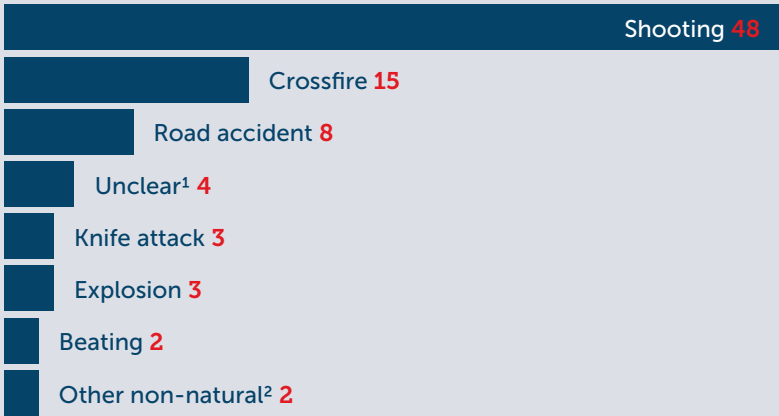 Shooting 48
Crossfire 15
Road accident 8
Unclear¹ 4
Knife attack 3
Explosion 3
Beating 2
Other non-natural² 2